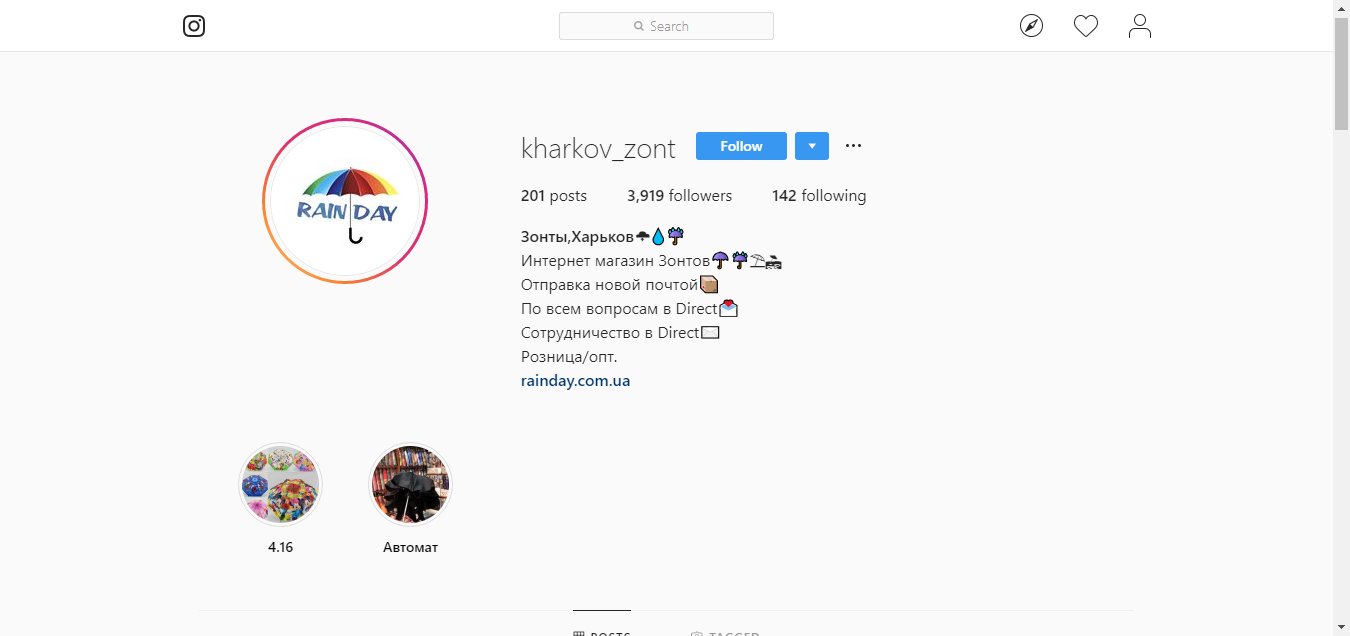 Search
RAIN DAY
kharkov_zont
Follow
201 posts 3,919 followers 142 following
Зонты,Харьков🌩💧☔
Интернет магазин Зонтов☂☔⛱🏖
Отправка новой почтой📦
По всем вопросам в Direct💌
Сотрудничество в Direct✉
Розница/опт.
rainday.com.ua
4.16 Автомат
POSTS TAGGED